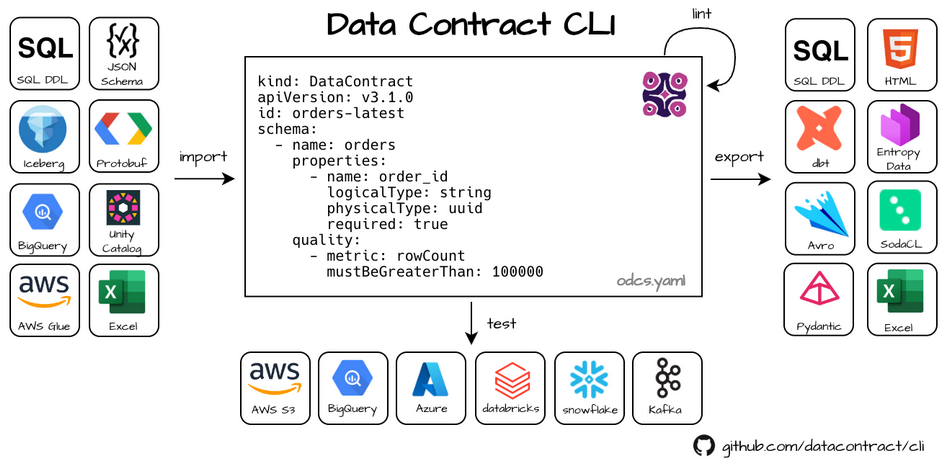 Data Contract CLI
lint
SQL
SQL DDL
JSON
Schema
Iceberg
Protobuf
BigQuery
Unity
Catalog
aws
AWS Glue
X
Excel
import
kind: DataContract
apiVersion: v3.1.0
id: orders-latest
schema:
  - name: orders
    properties:
      - name: order_id
        logicalType: string
        physicalType: uuid
        required: true
    quality:
      - metric: rowCount
        mustBeGreaterThan: 100000
odcs.yaml
export
SQL
SQL DDL
5
HTML
dbt
Entropy
Data
Avro
SodaCL
Pydantic
X
Excel
test
aws
AWS S3
BigQuery
Azure
databricks
snowflake
Kafka
github.com/datacontract/cli